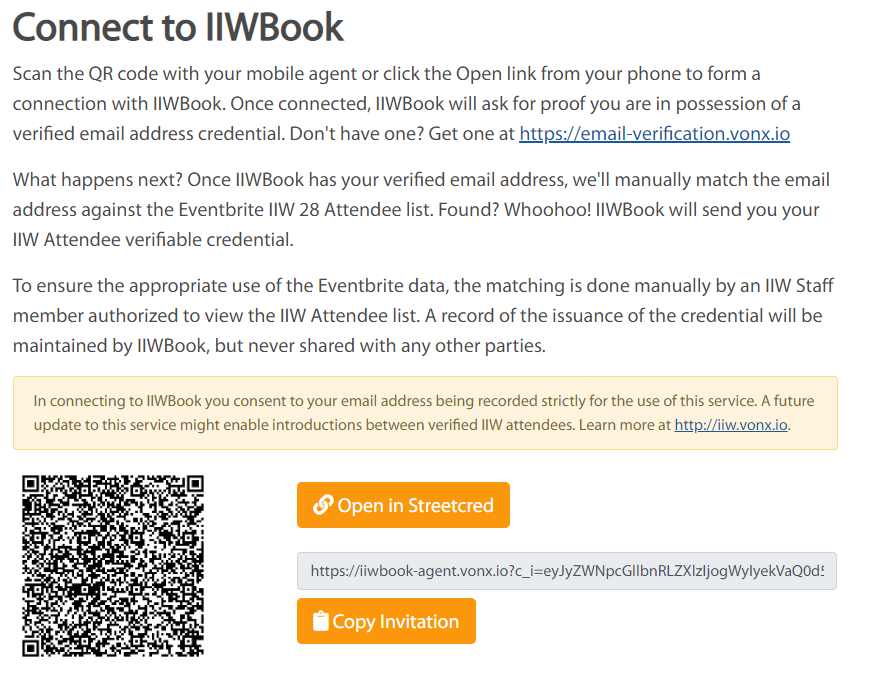 Connect to IIWBook
Scan the QR code with your mobile agent or click the Open link from your phone to form a
connection with IIWBook. Once connected, IIWBook will ask for proof you are in possession of a
verified email address credential. Don't have one? Get one at https://email-verification.vonx.io
What happens next? Once IIWBook has your verified email address, we'll manually match the email
address against the Eventbrite IIW 28 Attendee list. Found? Whoohoo! IIWBook will send you your
IIW Attendee verifiable credential.
To ensure the appropriate use of the Eventbrite data, the matching is done manually by an IIW Staff
member authorized to view the IIW Attendee list. A record of the issuance of the credential will be
maintained by IIWBook, but never shared with any other parties.
In connecting to IIWBook you consent to your email address being recorded strictly for the use of this service. A future
update to this service might enable introductions between verified IIW attendees. Learn more at http://iiw.vonx.io.
Open in Streetcred
https://iiwbook-agent.vonx.io?c_i=eyJyZWNpcGllbnRLZXlzIjogWyIyekVaQ0d
Copy Invitation